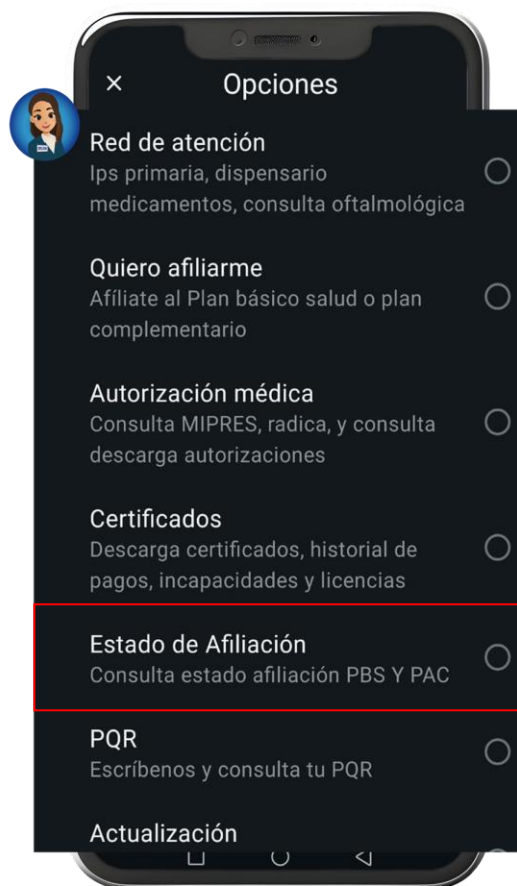 Opciones
Red de atención
Ips primaria, dispensario
medicamentos, consulta oftalmológica
Quiero afiliarme
Afíliate al Plan básico salud o plan
complementario
Autorización médica
Consulta MIPRES, radica, y consulta
descarga autorizaciones
Certificados
Descarga certificados, historial de
pagos, incapacidades y licencias
Estado de Afiliación
Consulta estado afiliación PBS Y PAC
PQR
Escríbenos y consulta tu PQR
Actualización